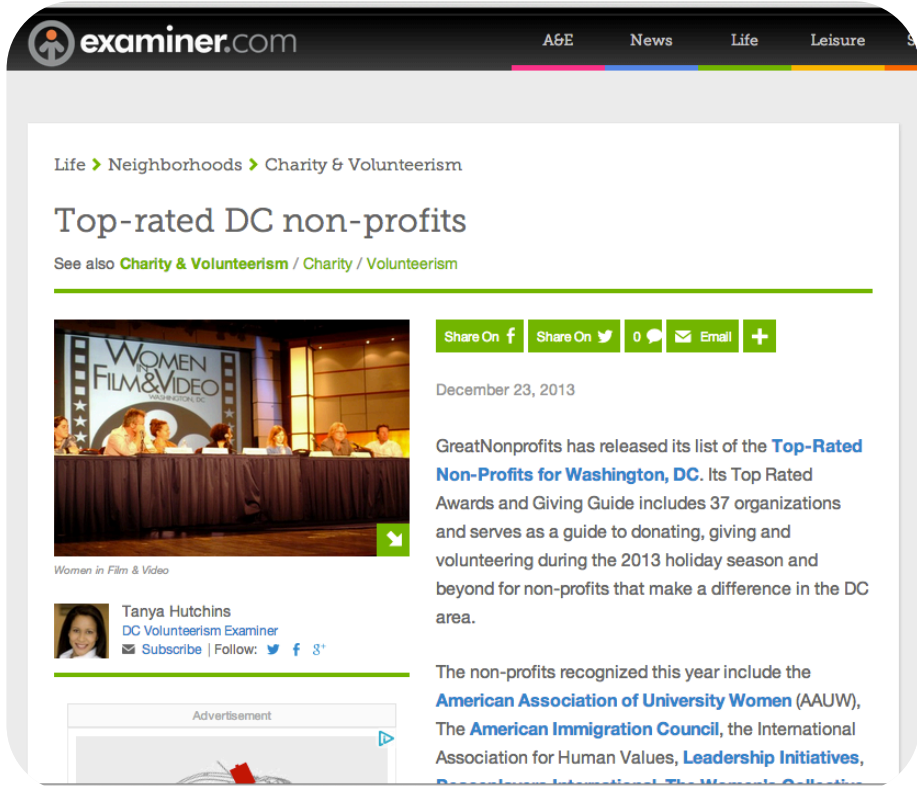 examiner.com
A&E News Life Leisure
Life > Neighborhoods > Charity & Volunteerism
Top-rated DC non-profits
See also Charity & Volunteerism / Charity / Volunteerism
WOMEN
IN
FILM&VIDEO
WASHINGTON, DC
Women in Film & Video
Tanya Hutchins
DC Volunteerism Examiner
Subscribe | Follow:
Advertisement
Share On Share On 0 Email
December 23, 2013
GreatNonprofits has released its list of the Top-Rated
Non-Profits for Washington, DC. Its Top Rated
Awards and Giving Guide includes 37 organizations
and serves as a guide to donating, giving and
volunteering during the 2013 holiday season and
beyond for non-profits that make a difference in the DC
area.
The non-profits recognized this year include the
American Association of University Women (AAUW),
The American Immigration Council, the International
Association for Human Values, Leadership Initiatives,
Peaceplayers International, The Women's Collective